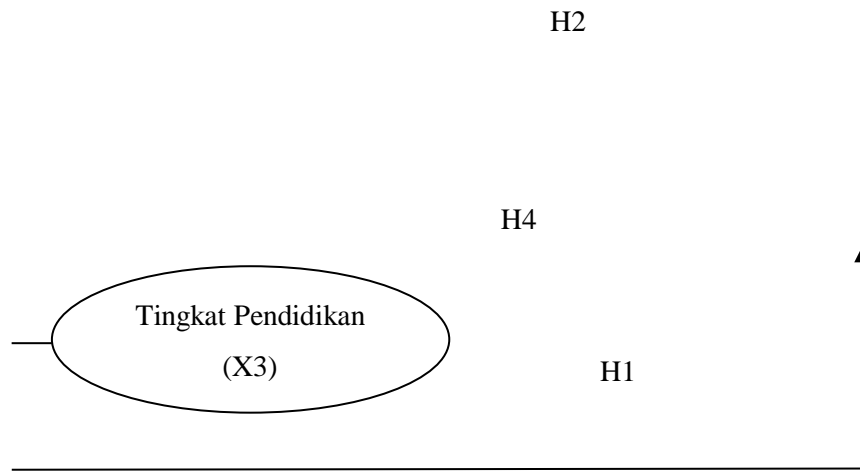 H2
H4
Tingkat Pendidikan
(X3)
H1